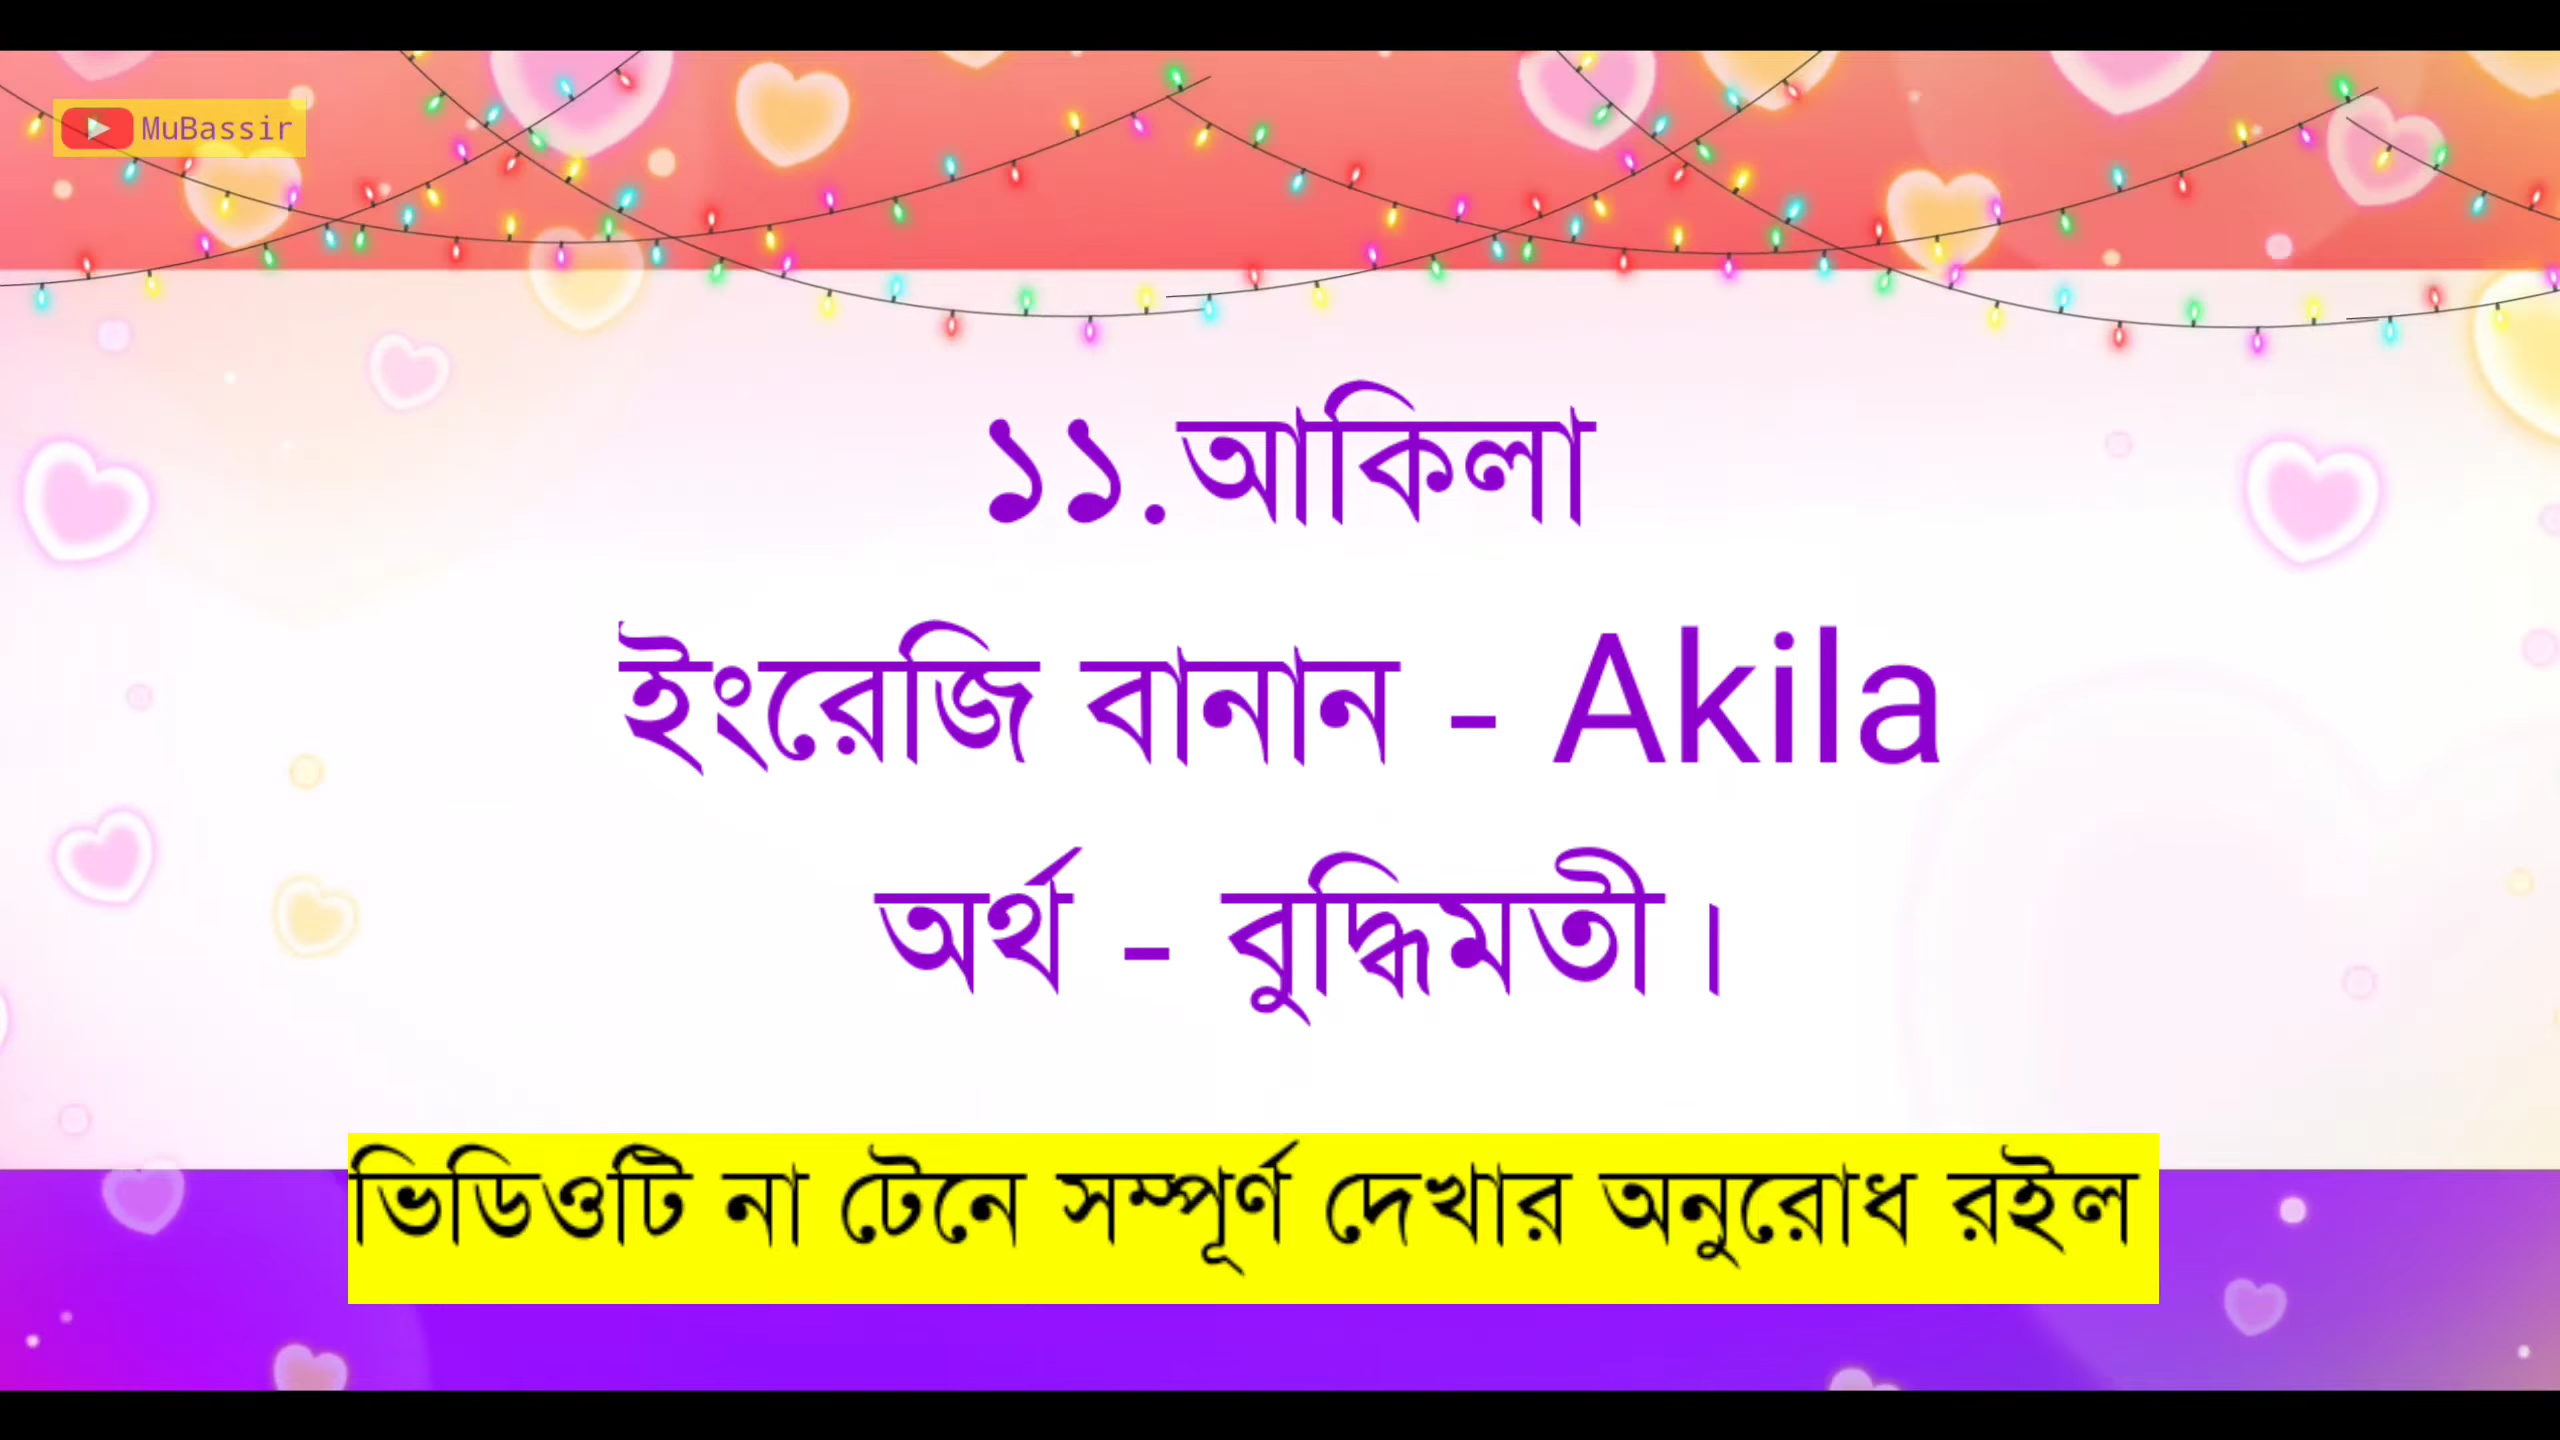 MuBassir
১১.আকিলা
ইংরেজি বানান - Akila
অর্থ - বুদ্ধিমতী।
ভিডিওটি না টেনে সম্পূর্ণ দেখার অনুরোধ রইল